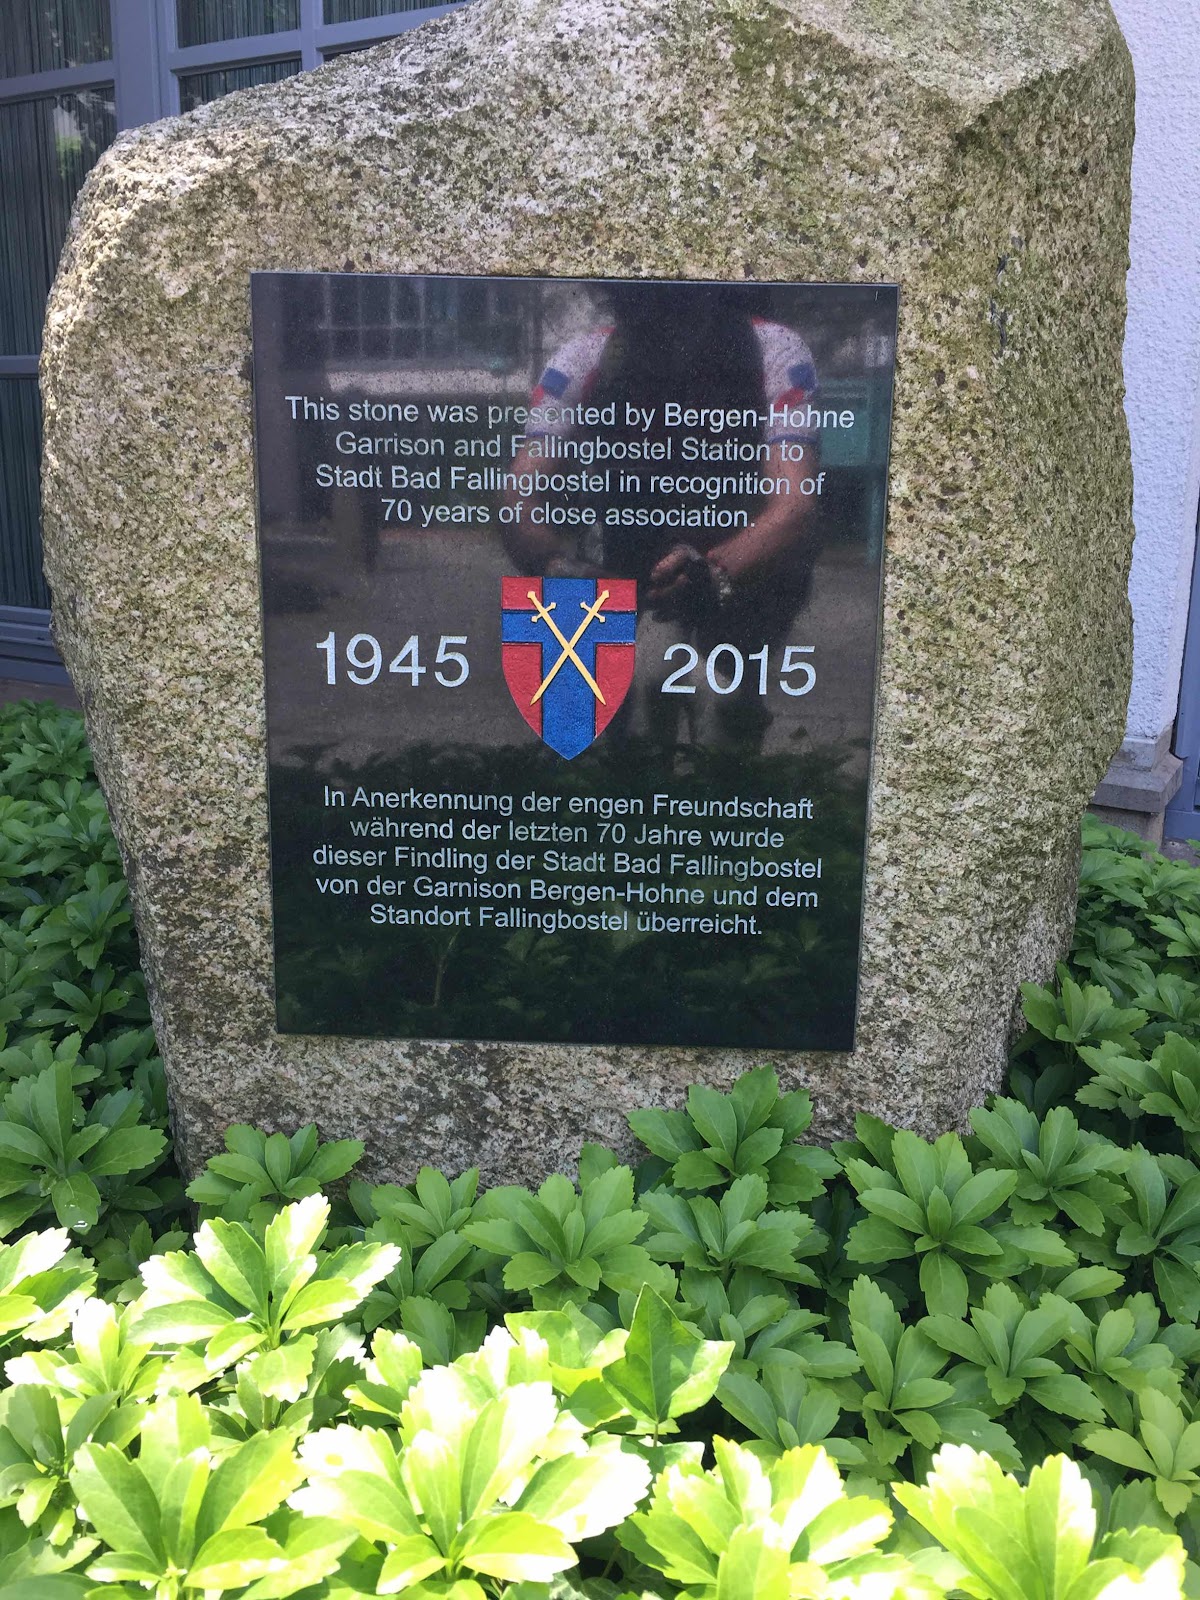 This stone was presented by Bergen-Hohne
Garrison and Fallingbostel Station to
Stadt Bad Fallingbostel in recognition of
70 years of close association.
1945 2015
In Anerkennung der engen Freundschaft
während der letzten 70 Jahre wurde
dieser Findling der Stadt Bad Fallingbostel
von der Garnison Bergen-Hohne und dem
Standort Fallingbostel überreicht.